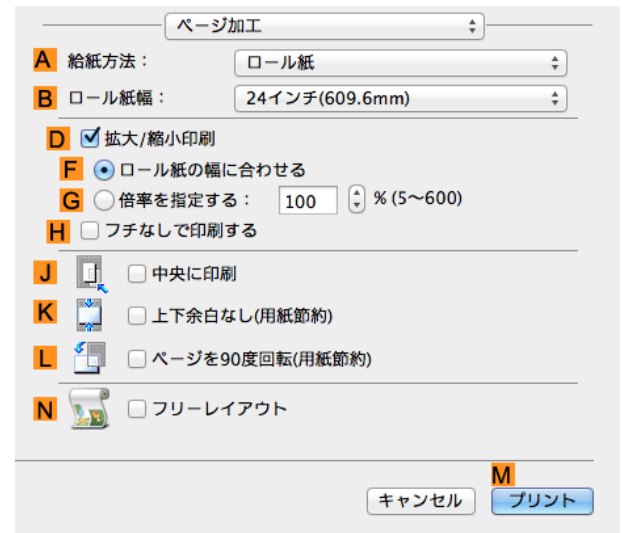 ページ加工
A 給紙方法： ロール紙
B ロール紙幅： 24インチ(609.6mm)
D 拡大/縮小印刷
F ロール紙の幅に合わせる
G 倍率を指定する： 100 % (5～600)
H フチなしで印刷する
J 中央に印刷
K 上下余白なし(用紙節約)
L ページを90度回転(用紙節約)
N フリーレイアウト
M
キャンセル プリント